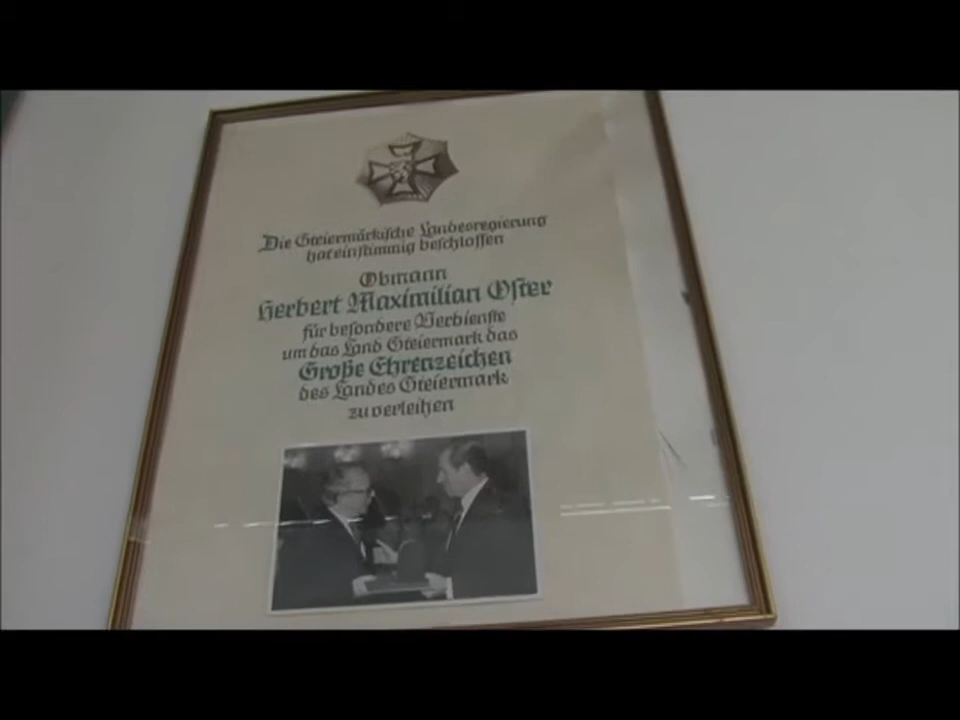 Die Steiermärkische Landesregierung
hat einstimmig beschlossen
Obmann
Herbert Maximilian Oster
für besondere Verdienste
um das Land Steiermark das
Große Ehrenzeichen
des Landes Steiermark
zu verleihen